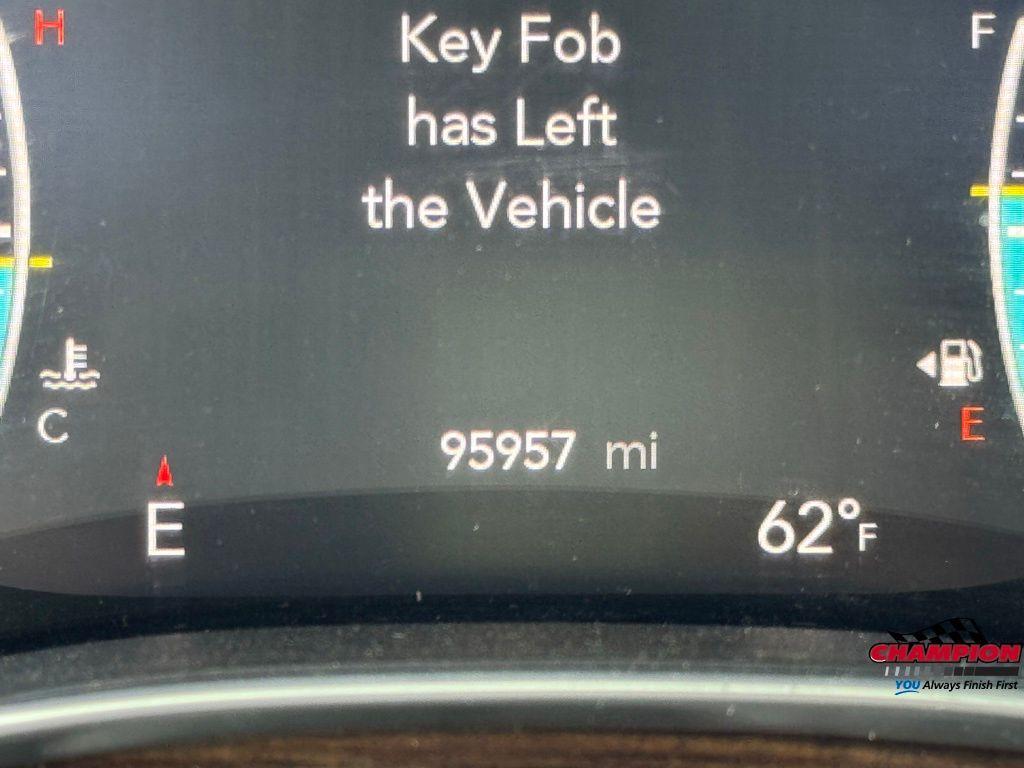 H
F
Key Fob
has Left
the Vehicle
C
E
95957 mi
E
62°F
CHAMPION
YOU Always Finish First